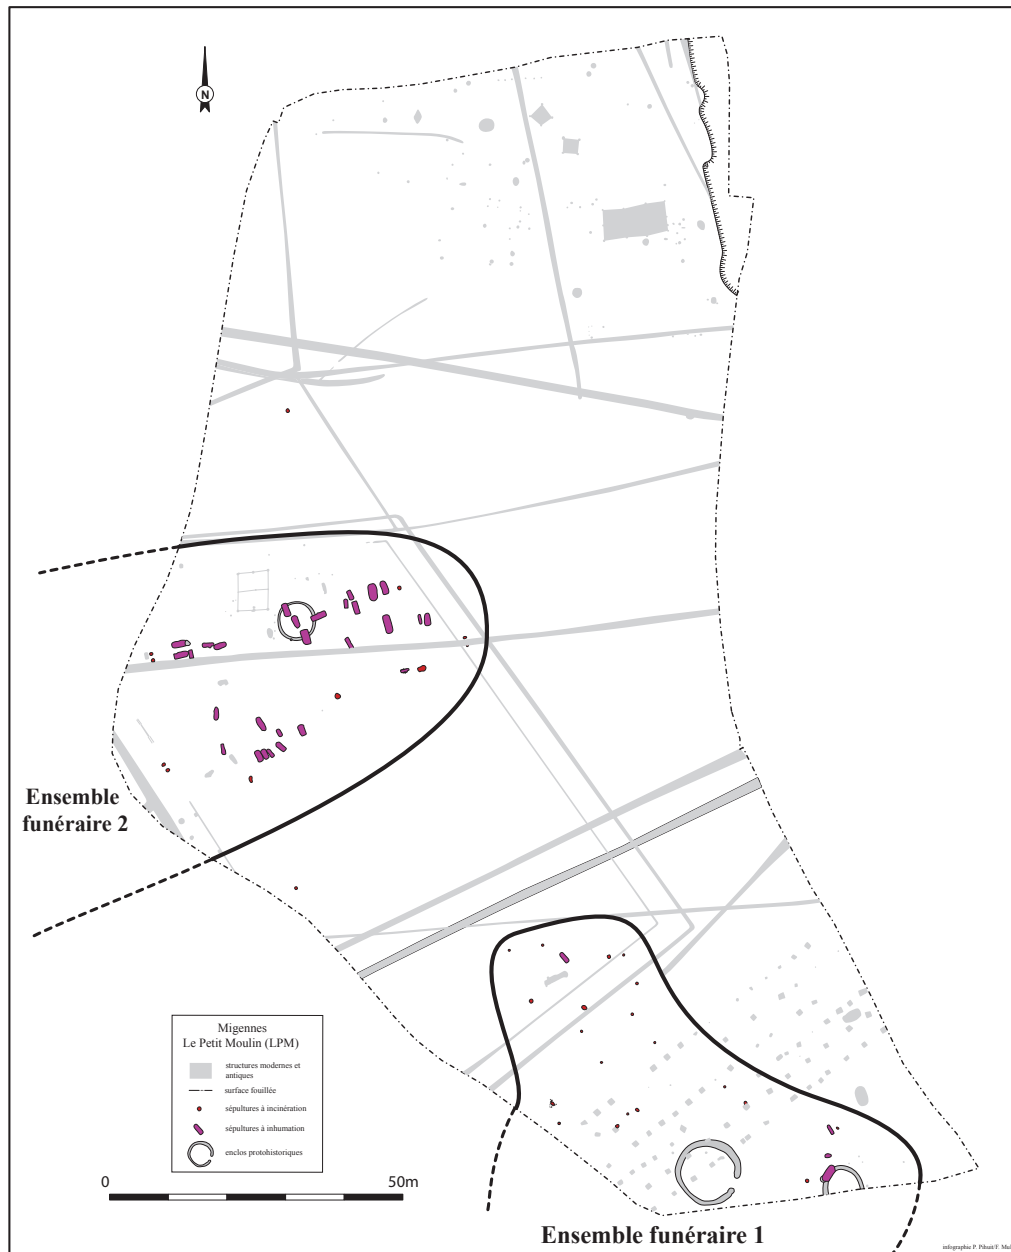 N
Ensemble
funéraire 2
Migennes
Le Petit Moulin (LPM)
structures modernes et
antiques
surface fouillée
sépultures à incinération
sépultures à inhumation
enclos protohistoriques
0 50m
Ensemble funéraire 1
infographie P. Pihuit/F.